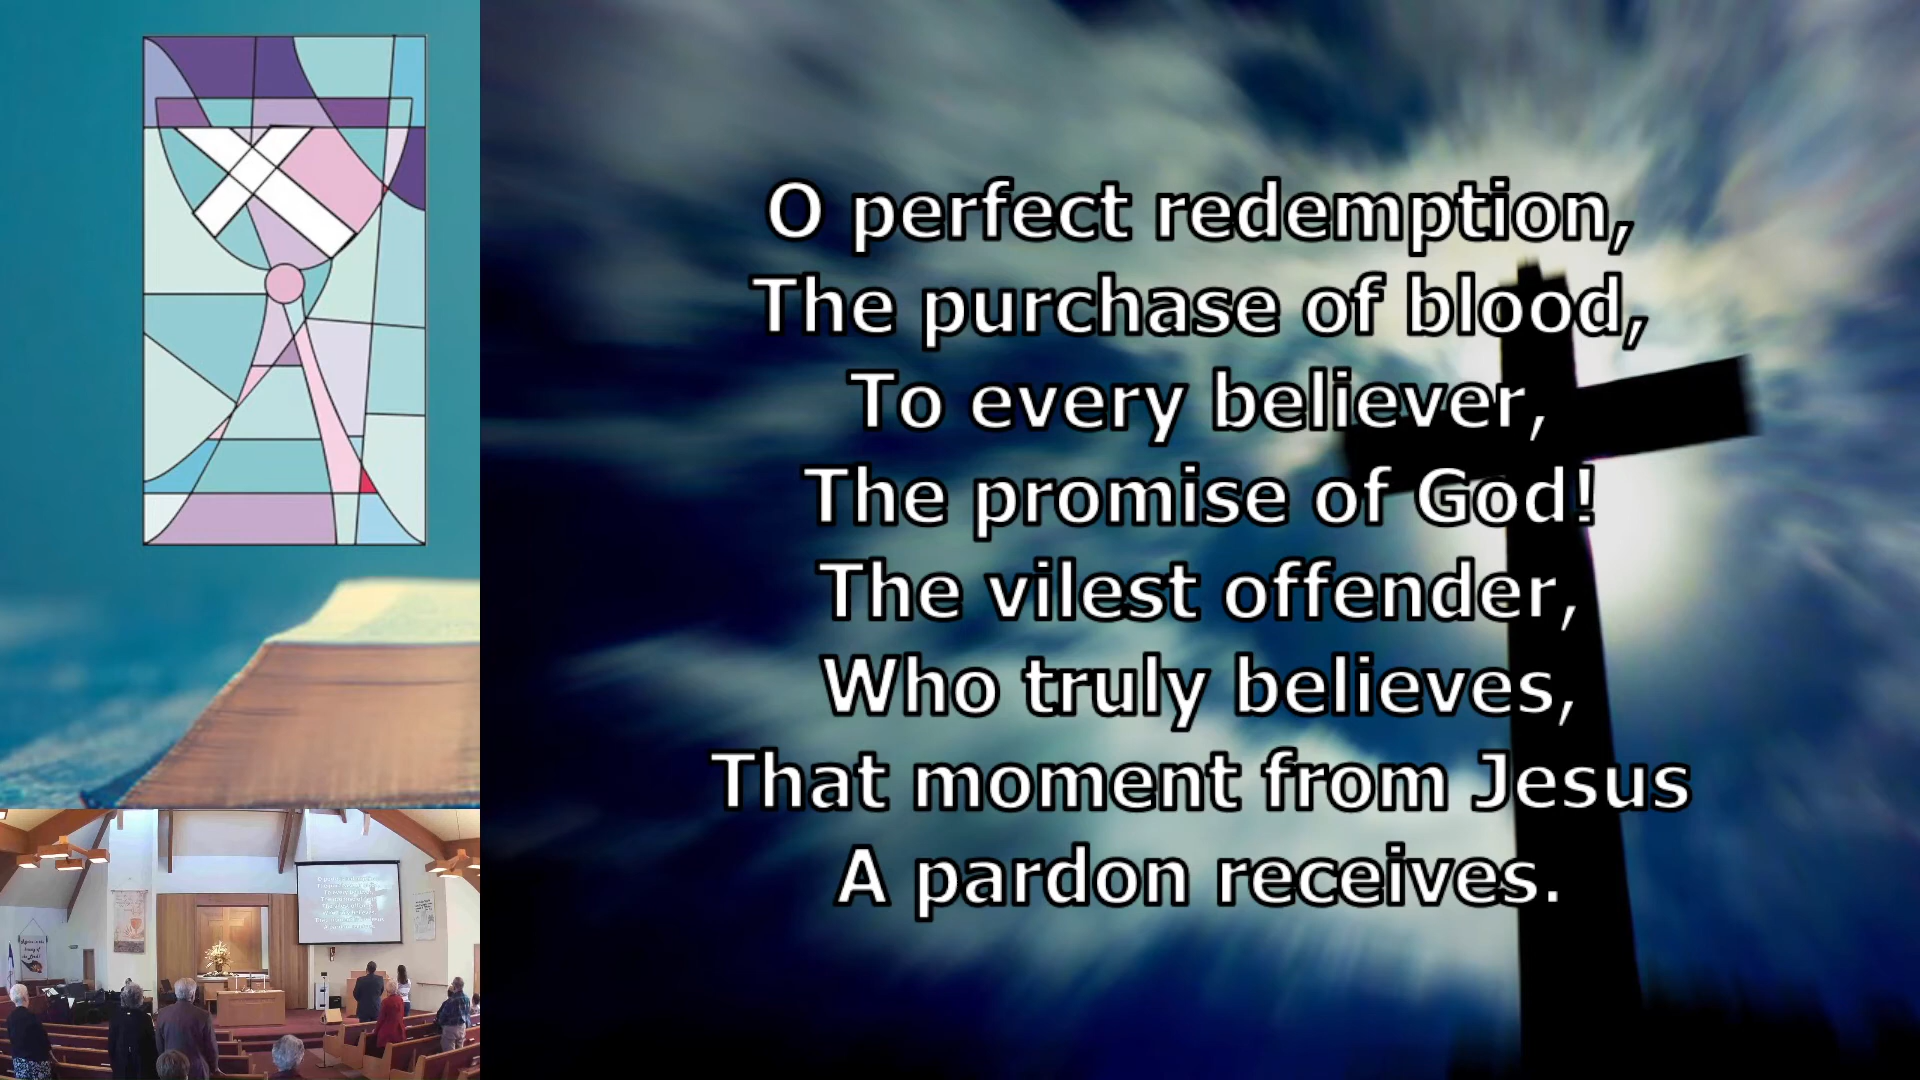 O perfect redemption,
The purchase of blood,
To every believer,
The promise of God!
The vilest offender,
Who truly believes,
That moment from Jesus
A pardon receives.